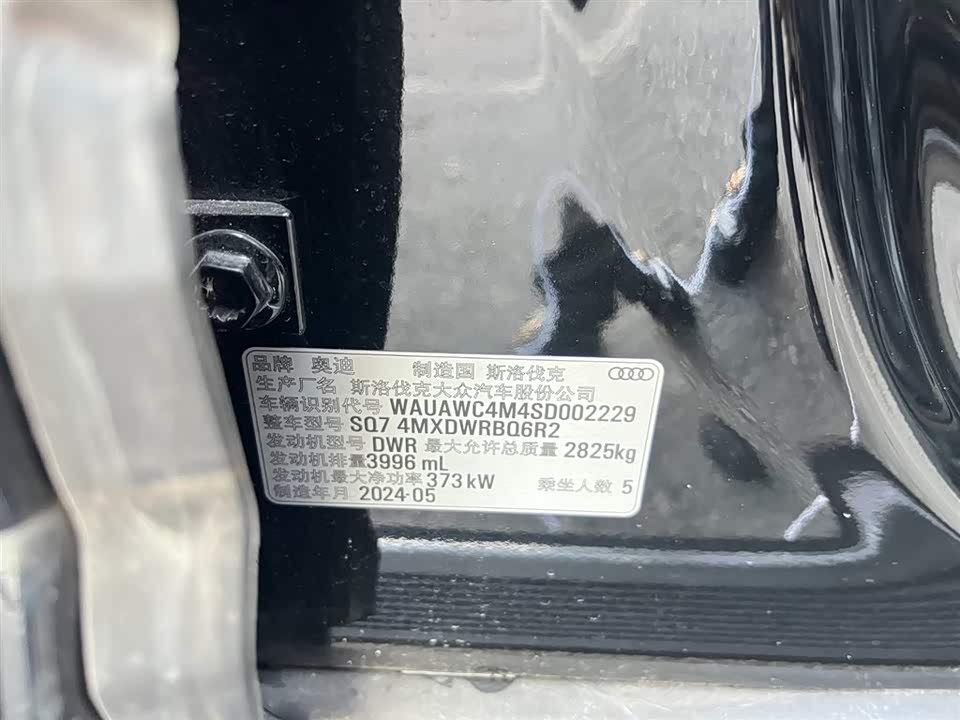 品牌 奥迪 制造国 斯洛伐克
生产厂名 斯洛伐克大众汽车股份公司
车辆识别代号 WAUAWC4M4SD002229
整车型号 SQ7 4MXDWRBQ6R2
发动机型号 DWR 最大允许总质量 2825kg
发动机排量 3996 mL
发动机最大净功率 373 kW 乘坐人数 5
制造年月 2024-05